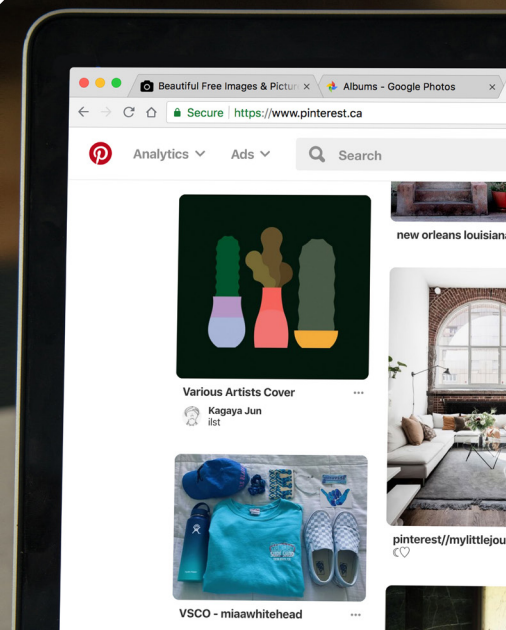 Beautiful Free Images & Pictur
Albums - Google Photos
Secure
https://www.pinterest.ca
Analytics
Ads
Search
new orleans louisiana
Various Artists Cover
Kagaya Jun
ilst
pinterest//mylittlejou
VSCO - miaawhitehead